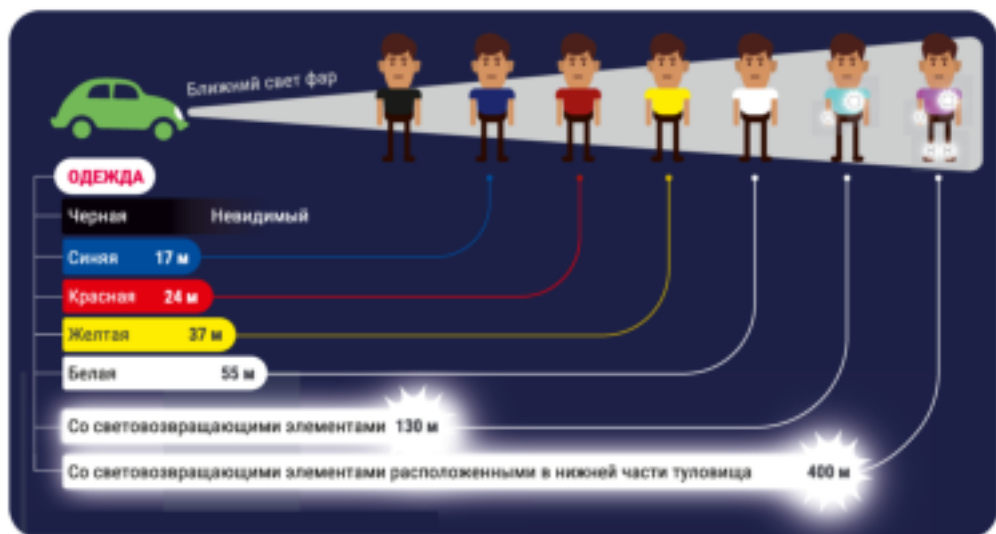 Ближний свет фар
ОДЕЖДА
Черная Невидимый
Синяя 17 м
Красная 24 м
Желтая 37 м
Белая 55 м
Со световозвращающими элементами 130 м
Со световозвращающими элементами расположенными в нижней части туловища 400 м